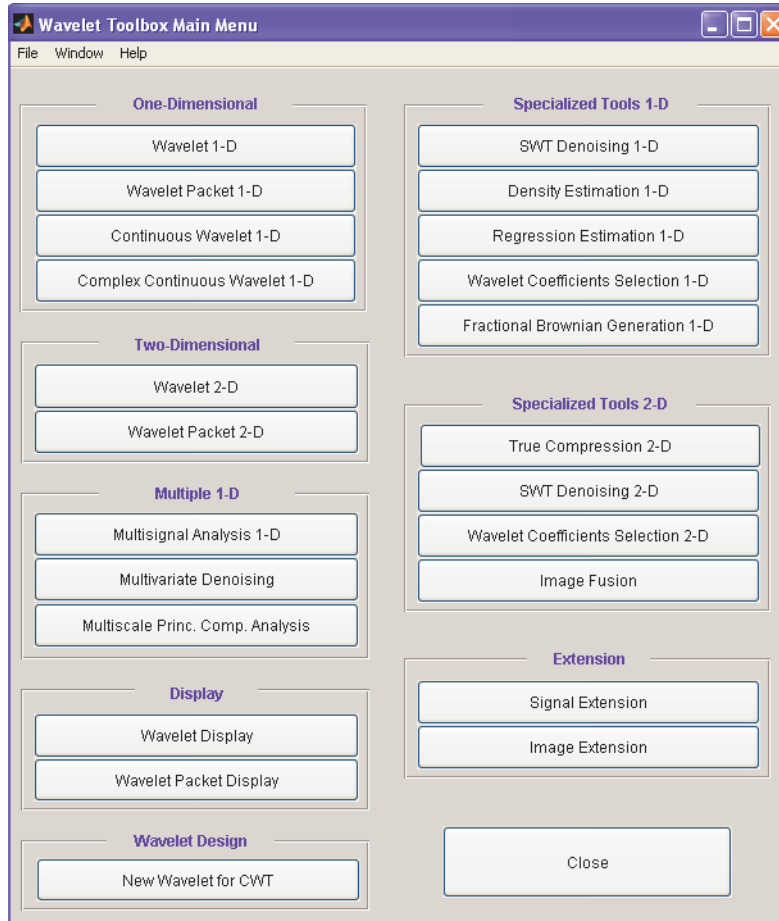 Wavelet Toolbox Main Menu
File Window Help
One-Dimensional
Wavelet 1-D
Wavelet Packet 1-D
Continuous Wavelet 1-D
Complex Continuous Wavelet 1-D
Two-Dimensional
Wavelet 2-D
Wavelet Packet 2-D
Multiple 1-D
Multisignal Analysis 1-D
Multivariate Denoising
Multiscale Princ. Comp. Analysis
Display
Wavelet Display
Wavelet Packet Display
Wavelet Design
New Wavelet for CWT
Specialized Tools 1-D
SWT Denoising 1-D
Density Estimation 1-D
Regression Estimation 1-D
Wavelet Coefficients Selection 1-D
Fractional Brownian Generation 1-D
Specialized Tools 2-D
True Compression 2-D
SWT Denoising 2-D
Wavelet Coefficients Selection 2-D
Image Fusion
Extension
Signal Extension
Image Extension
Close